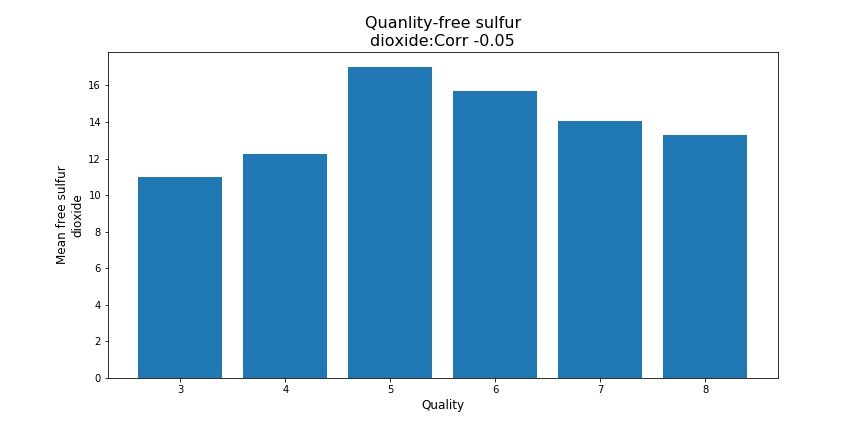 Quanlity-free sulfur
dioxide:Corr -0.05
16
14
12
10
8
6
4
2
0
Mean free sulfur
dioxide
3 4 5 6 7 8
Quality